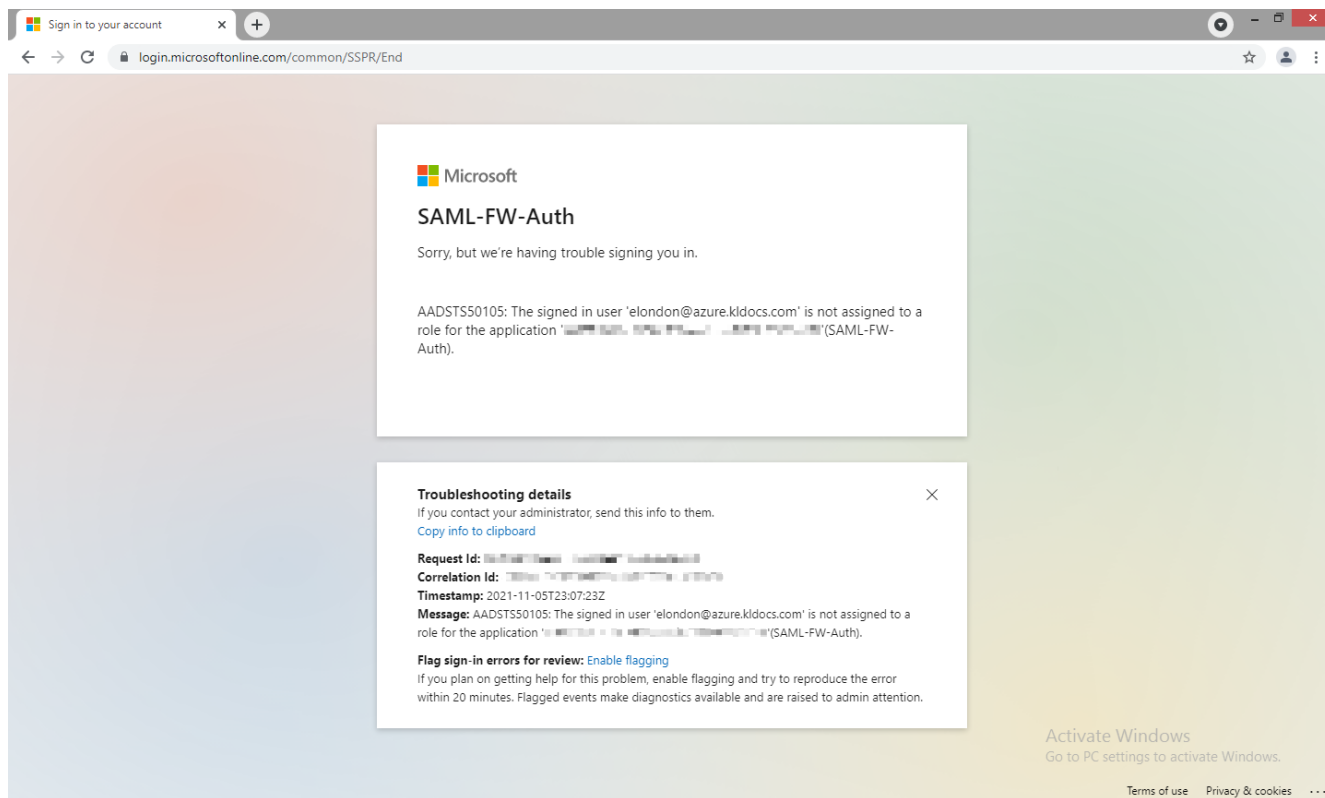 Sign in to your account
login.microsoftonline.com/common/SSPR/End
Microsoft
SAML-FW-Auth
Sorry, but we're having trouble signing you in.
AADSTS50105: The signed in user 'elondon@azure.kldocs.com' is not assigned to a
role for the application ' '(SAML-FW-
Auth).
Troubleshooting details
If you contact your administrator, send this info to them.
Copy info to clipboard
Request Id:
Correlation Id:
Timestamp: 2021-11-05T23:07:23Z
Message: AADSTS50105: The signed in user 'elondon@azure.kldocs.com' is not assigned to a
role for the application ' '(SAML-FW-Auth).
Flag sign-in errors for review: Enable flagging
If you plan on getting help for this problem, enable flagging and try to reproduce the error
within 20 minutes. Flagged events make diagnostics available and are raised to admin attention.
Activate Windows
Go to PC settings to activate Windows.
Terms of use Privacy & cookies ...